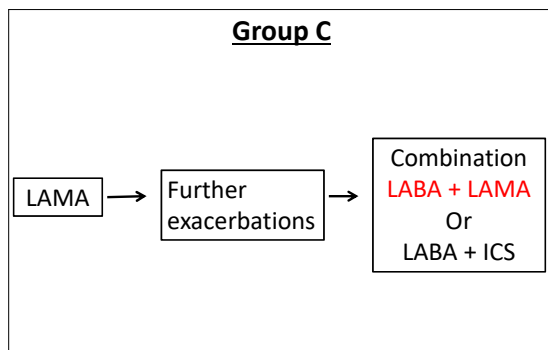 Group C
LAMA
Further
exacerbations
Combination
LABA + LAMA
Or
LABA + ICS